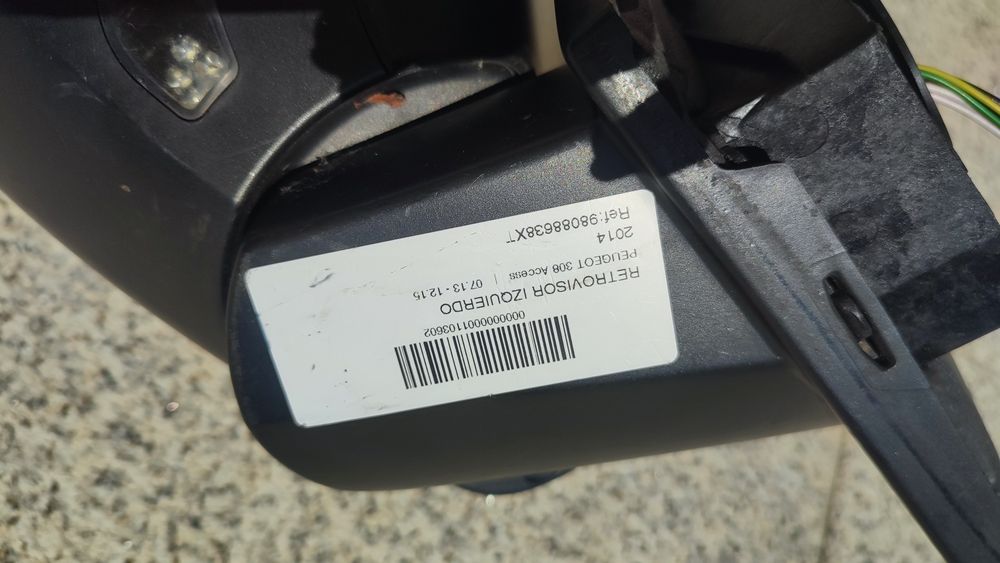 0000000001103602
RETROVISOR IZQUIERDO
PEUGEOT 308 Access | 07.13 - 12.15
2014
Ref:98088638XT